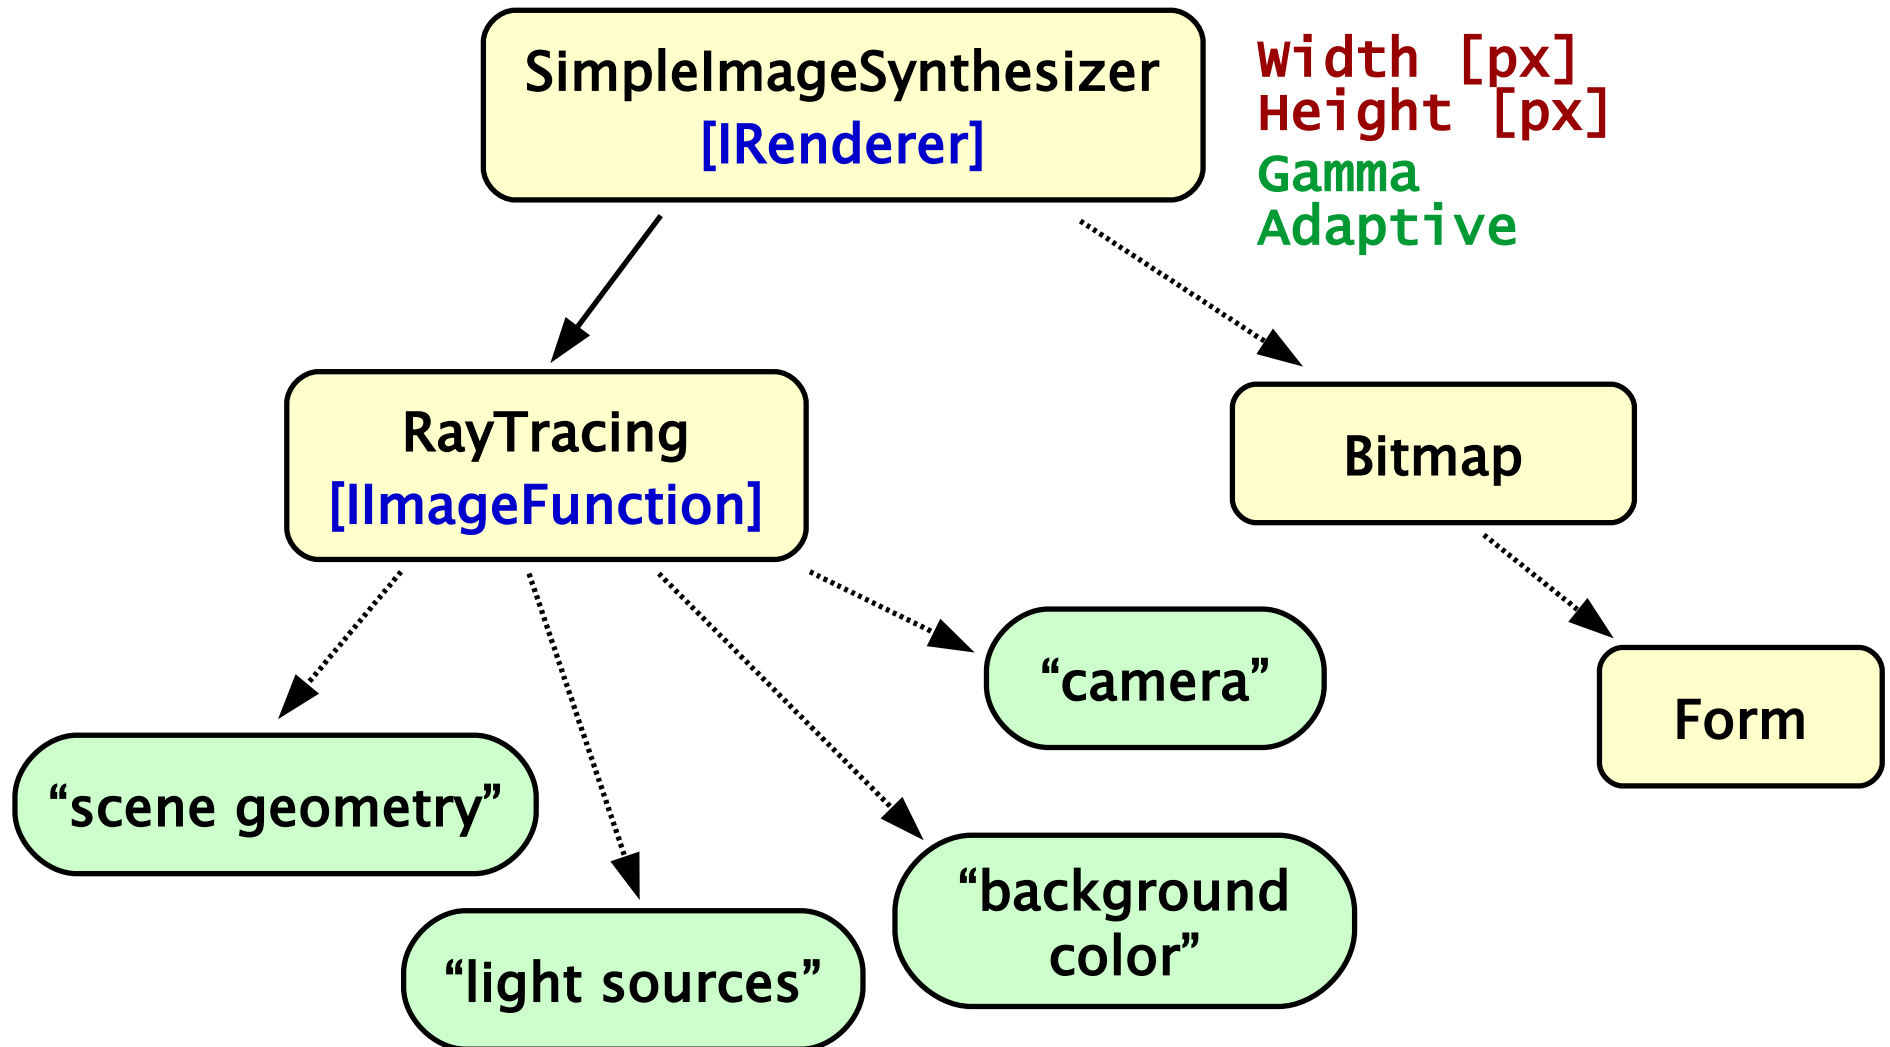 SimpleImageSynthesizer
[IRenderer]
Width [px]
Height [px]
Gamma
Adaptive
RayTracing
[IImageFunction]
Bitmap
“camera”
Form
“scene geometry”
“background
color”
“light sources”